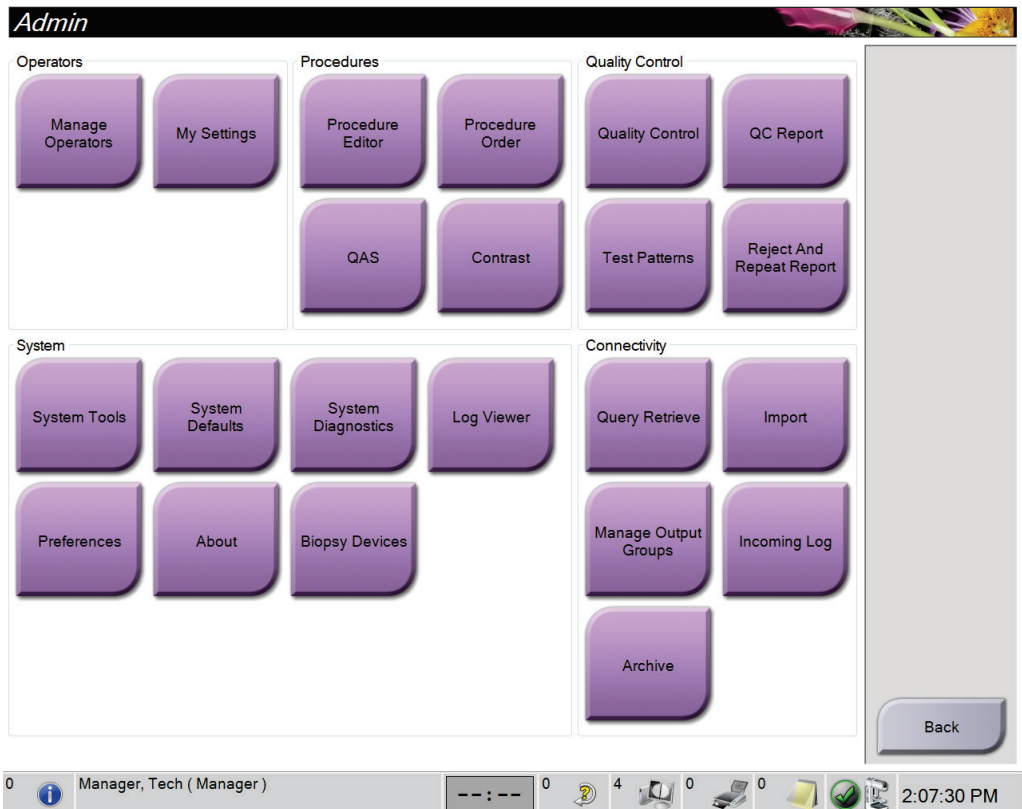 Admin
Operators
Manage
Operators
My Settings
Procedures
Procedure
Editor
Procedure
Order
QAS
Contrast
Quality Control
Quality Control
QC Report
Test Patterns
Reject And
Repeat Report
System
System Tools
System
Defaults
System
Diagnostics
Log Viewer
Preferences
About
Biopsy Devices
Connectivity
Query Retrieve
Import
Manage Output
Groups
Incoming Log
Archive
Back
0
Manager, Tech ( Manager )
--:--
0
4
0
0
2:07:30 PM